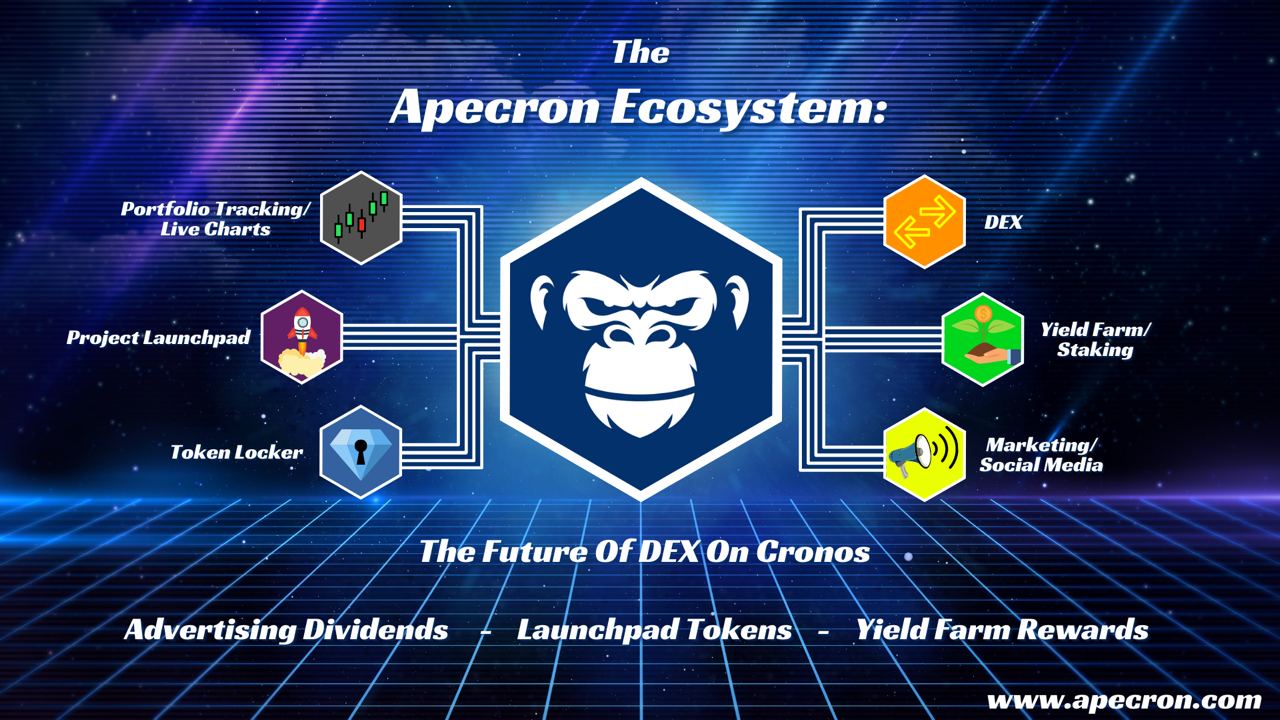 The
Apecron Ecosystem:
Portfolio Tracking/
Live Charts
DEX
Project Launchpad
Yield Farm/
Staking
Token Locker
Marketing/
Social Media
The Future Of DEX On Cronos
Advertising Dividends - Launchpad Tokens - Yield Farm Rewards
www.apecron.com